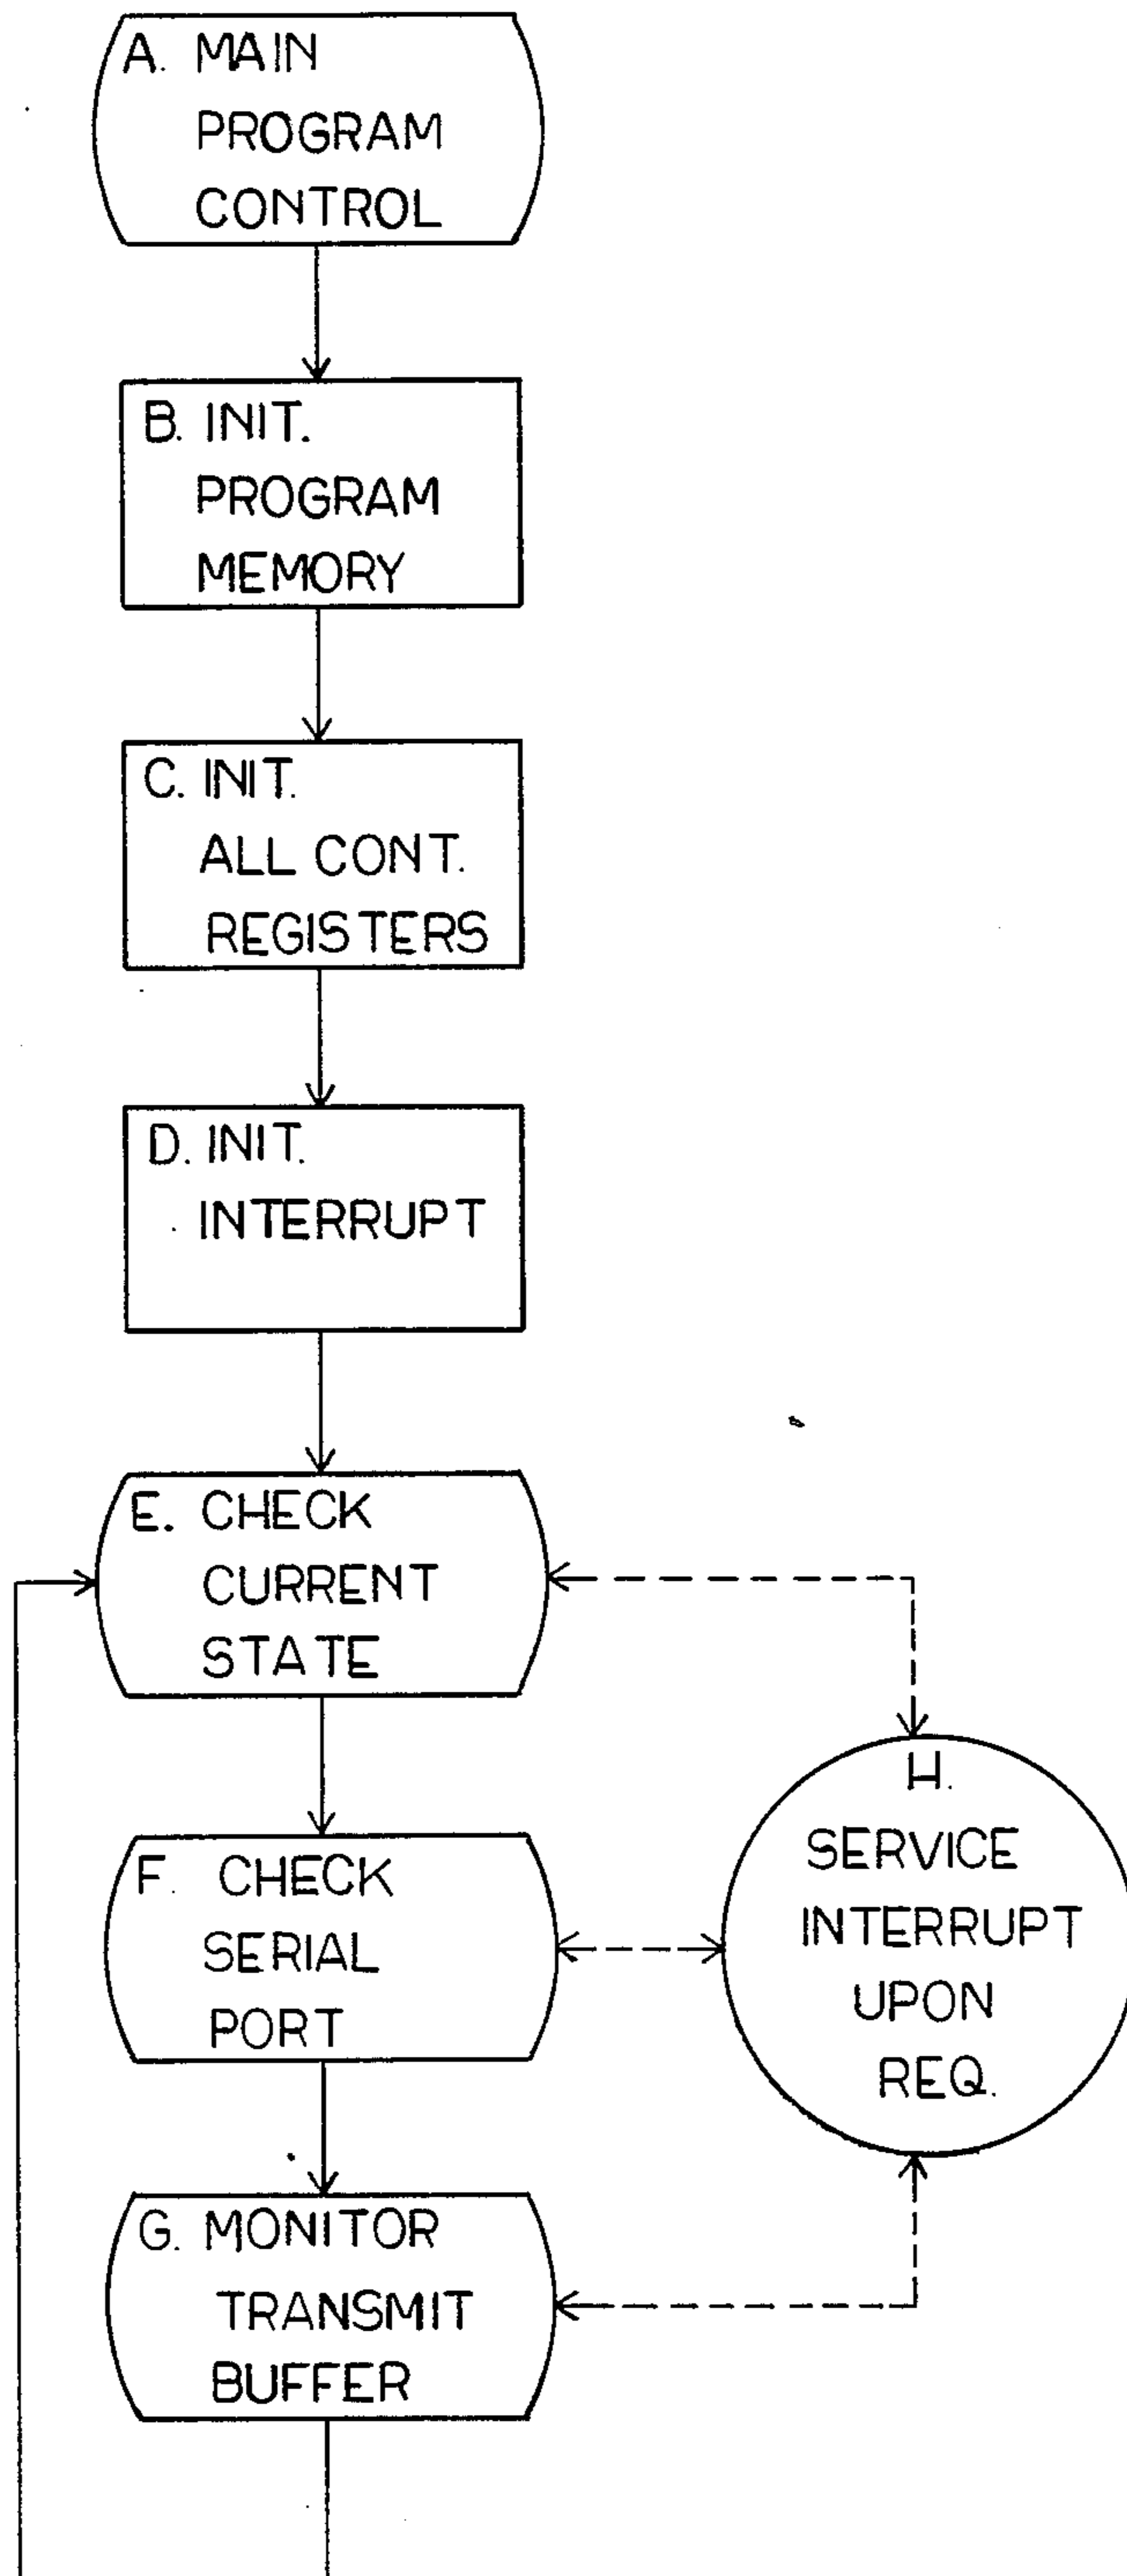 A. MAIN
PROGRAM
CONTROL
B. INIT.
PROGRAM
MEMORY
C. INIT.
ALL CONT.
REGISTERS
D. INIT.
INTERRUPT
E. CHECK
CURRENT
STATE
F. CHECK
SERIAL
PORT
G. MONITOR
TRANSMIT
BUFFER
H.
SERVICE
INTERRUPT
UPON
REQ.